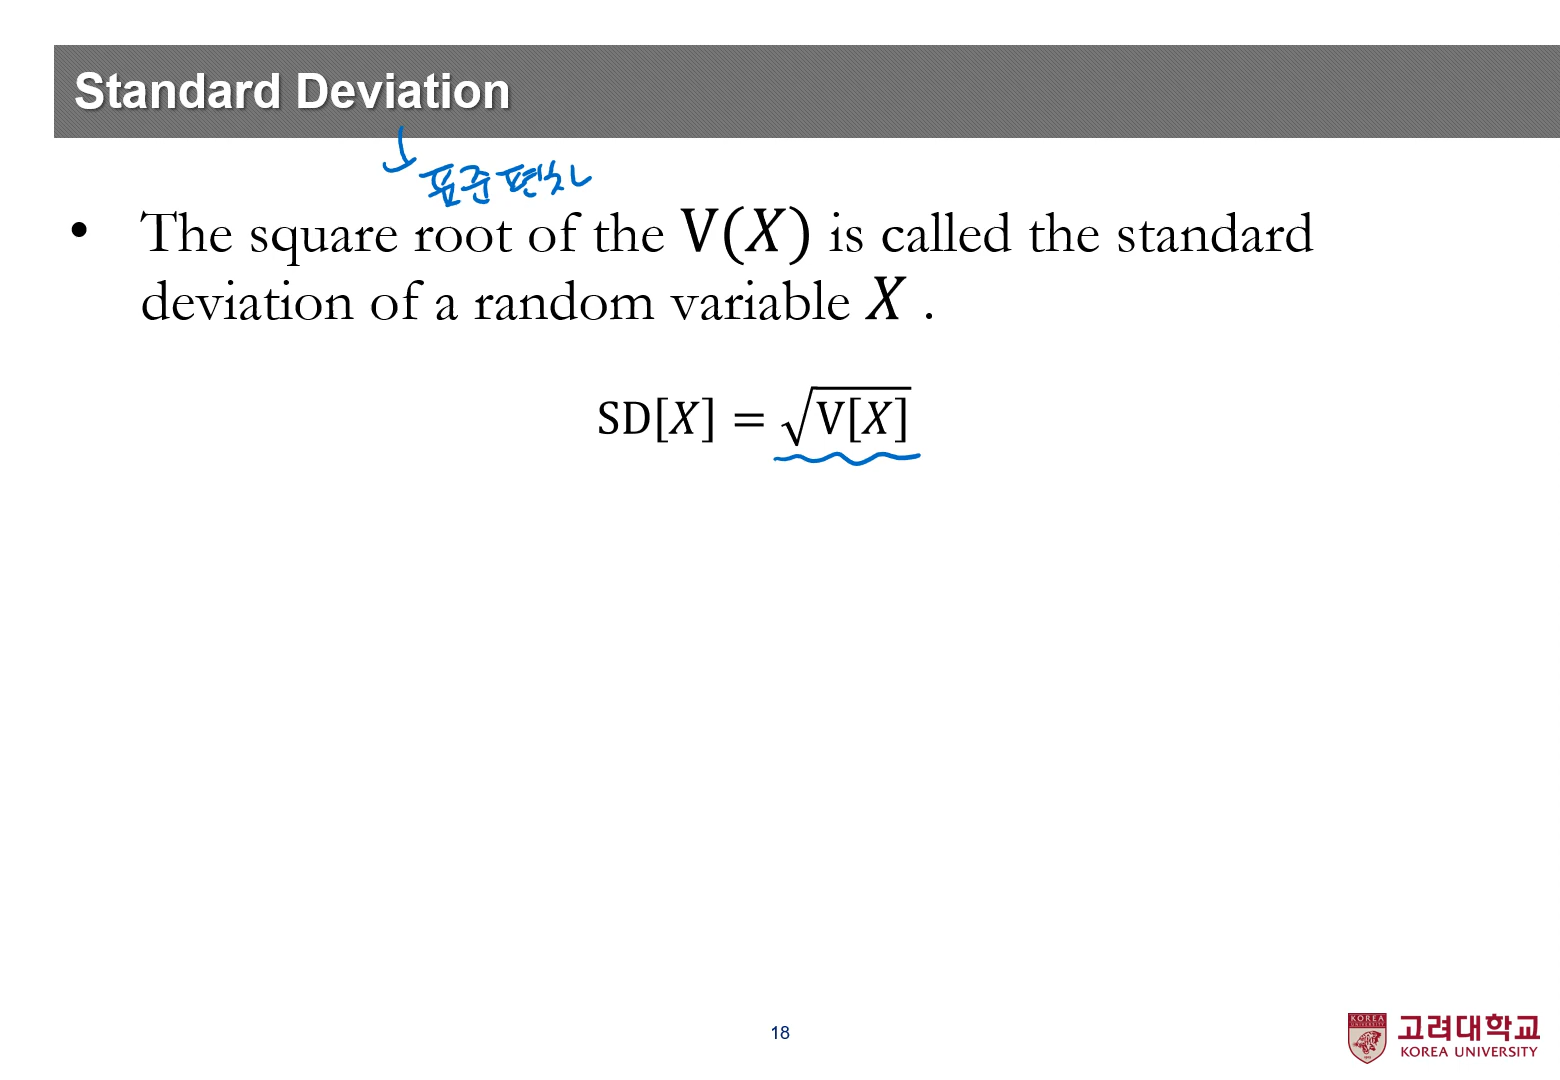 Standard Deviation
표준편차
• The square root of the V(X) is called the standard
deviation of a random variable X .
SD[X] = √V[X]
18
KOREA
UNIVERSITY
고려대학교
KOREA UNIVERSITY